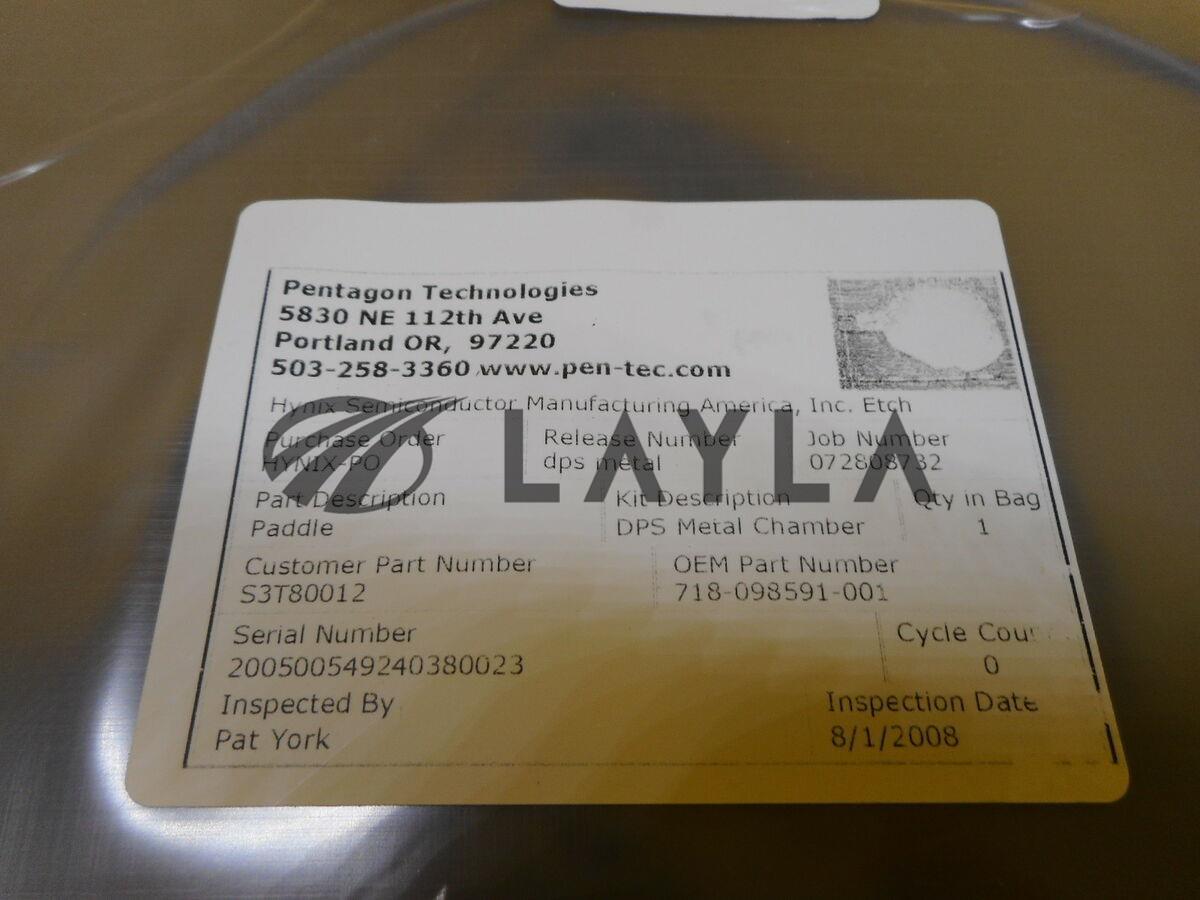 Pentagon Technologies
5830 NE 112th Ave
Portland OR, 97220
503-258-3360 www.pen-tec.com
Hynix Semiconductor Manufacturing America, Inc. Etch
LAYLA
Purchase Order Release Number Job Number
HYNIX-PO dps metal 072808732
Part Description Kit Description Qty in Bag
Paddle DPS Metal Chamber 1
Customer Part Number OEM Part Number
S3T80012 718-098591-001
Serial Number Cycle Cour
200500549240380023 0
Inspected By Inspection Date
Pat York 8/1/2008